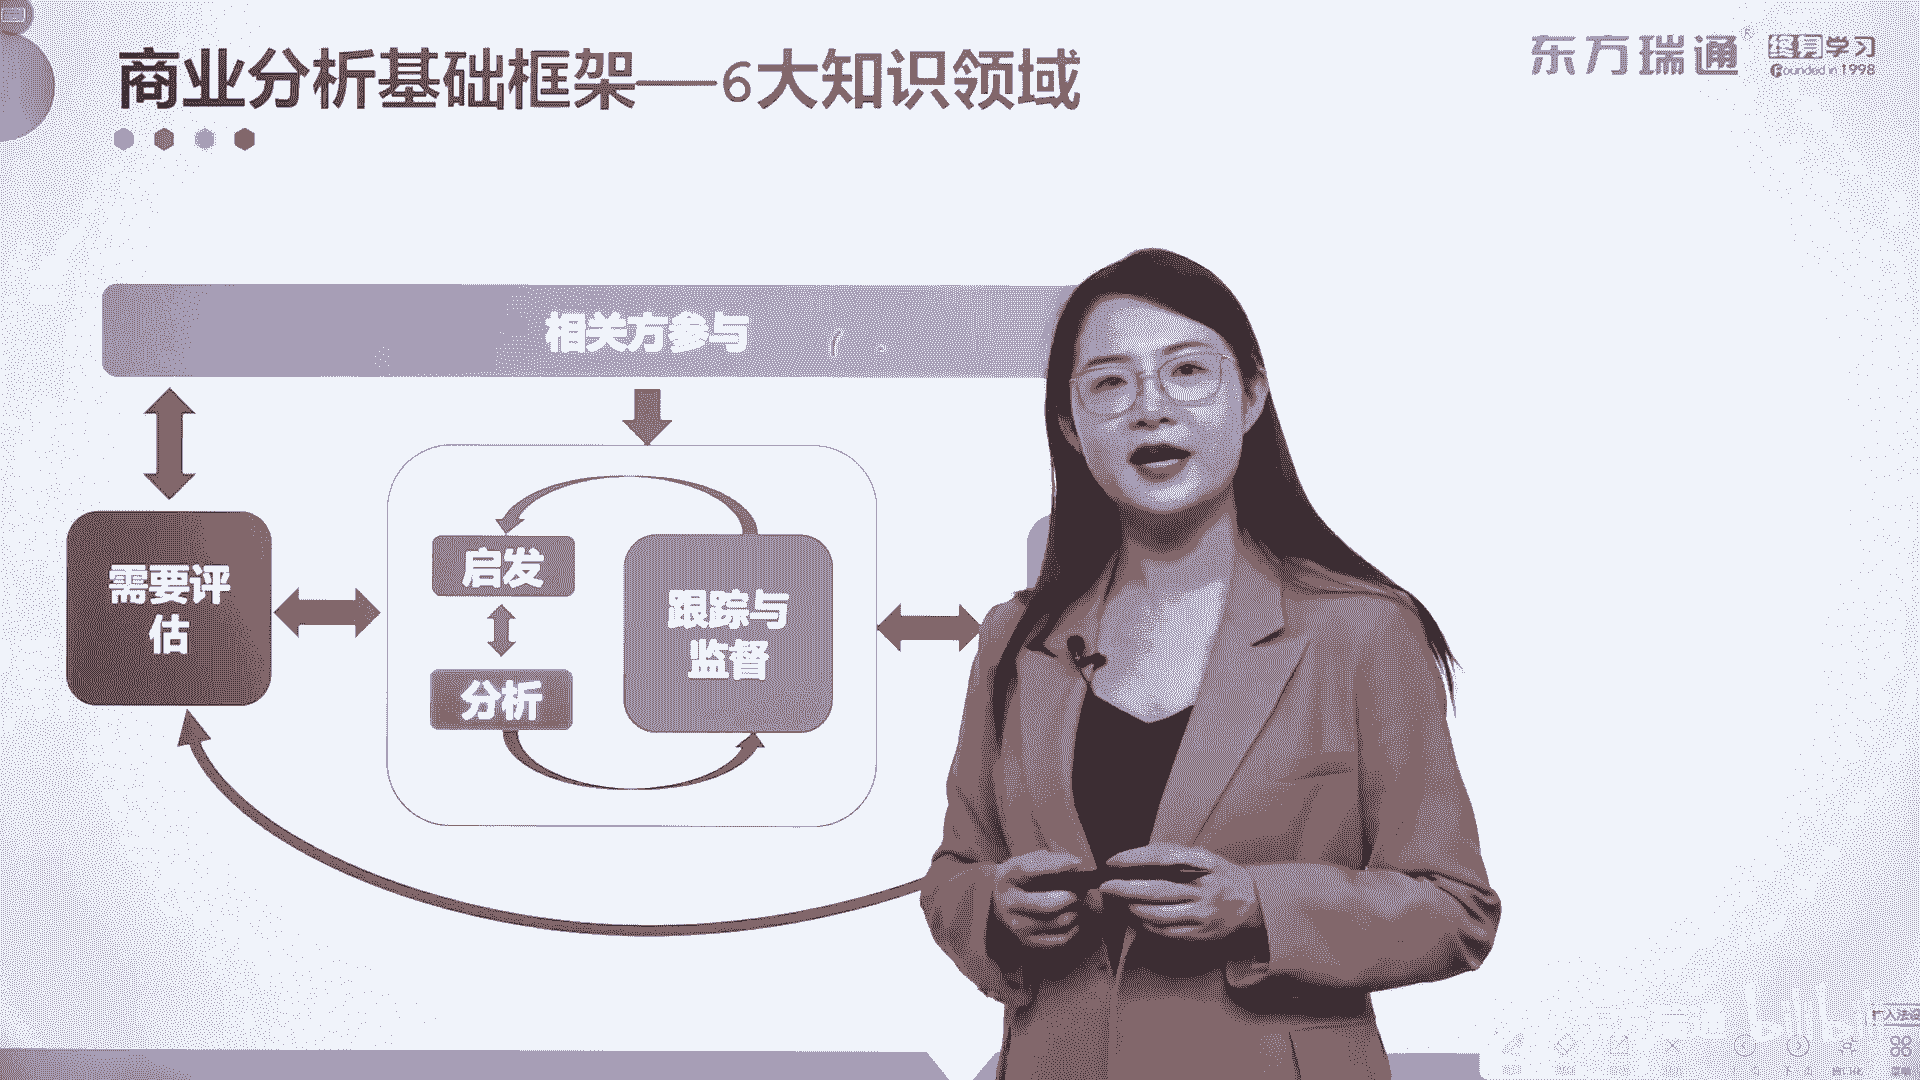 商业分析基础框架—6大知识领域
东方瑞通®
终身学习
Founded in 1998
相关方参与
需要评
估
启发
分析
跟踪与
监督
bilibili